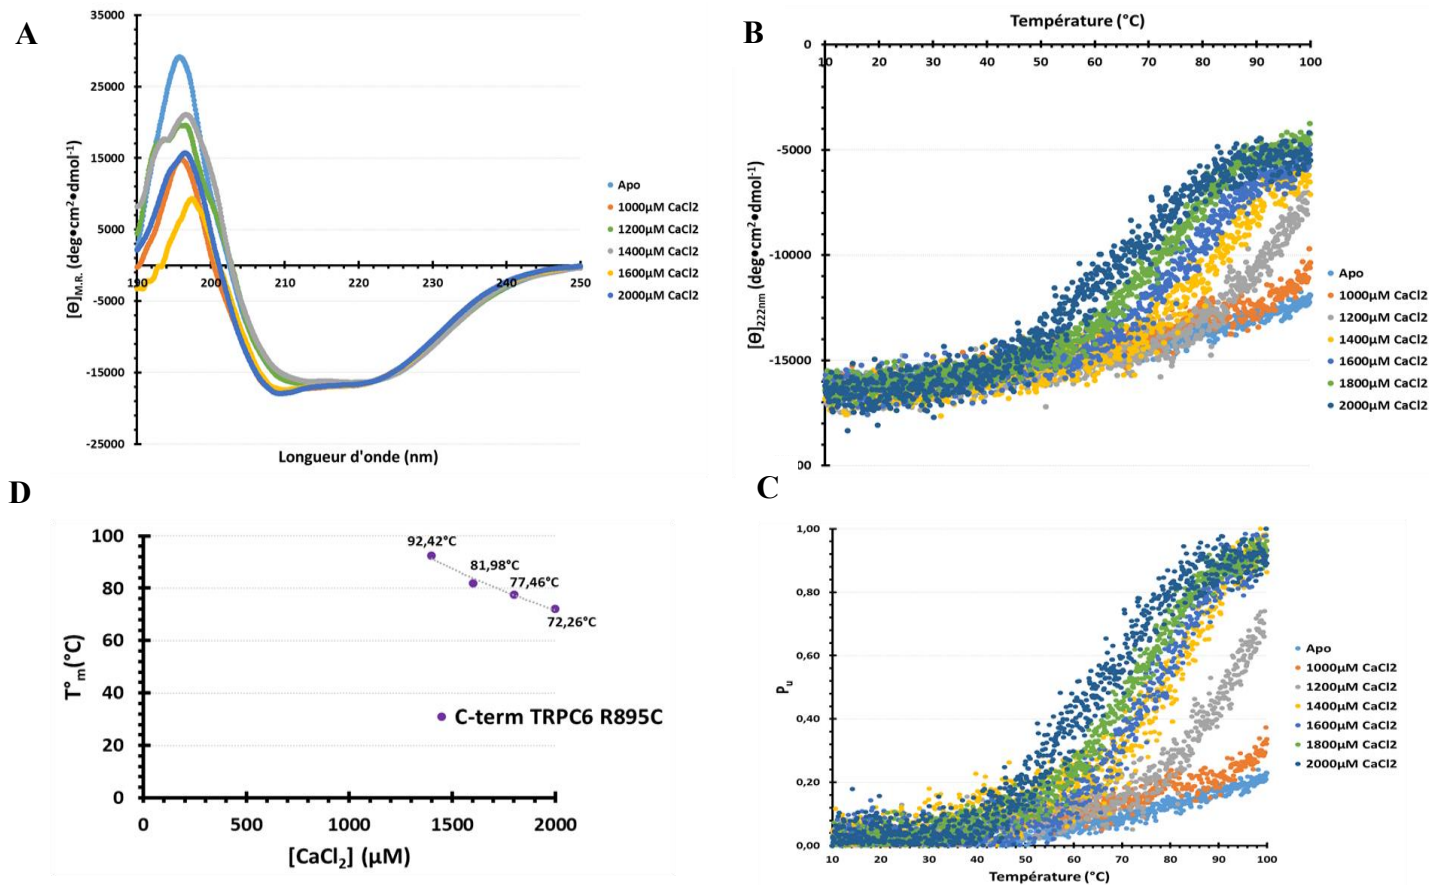 A
35000
25000
15000
5000
-5000
-15000
-25000
190
200
210
220
230
240
250
[Θ]M.R. (deg•cm²•dmol⁻¹)
Longueur d'onde (nm)
Apo
1000µM CaCl2
1200µM CaCl2
1400µM CaCl2
1600µM CaCl2
2000µM CaCl2
B
Température (°C)
0
10 20 30 40 50 60 70 80 90 100
-5000
-10000
-15000
00
[Θ]222nm (deg•cm²•dmol⁻¹)
Apo
1000µM CaCl2
1200µM CaCl2
1400µM CaCl2
1600µM CaCl2
1800µM CaCl2
2000µM CaCl2
D
100
80
60
40
20
0
T°m(°C)
92,42°C
81,98°C
77,46°C
72,26°C
C-term TRPC6 R895C
0 500 1000 1500 2000
[CaCl₂] (µM)
C
1,00
0,80
0,60
0,40
0,20
0,00
Pu
10 20 30 40 50 60 70 80 90 100
Température (°C)
Apo
1000µM CaCl2
1200µM CaCl2
1400µM CaCl2
1600µM CaCl2
1800µM CaCl2
2000µM CaCl2